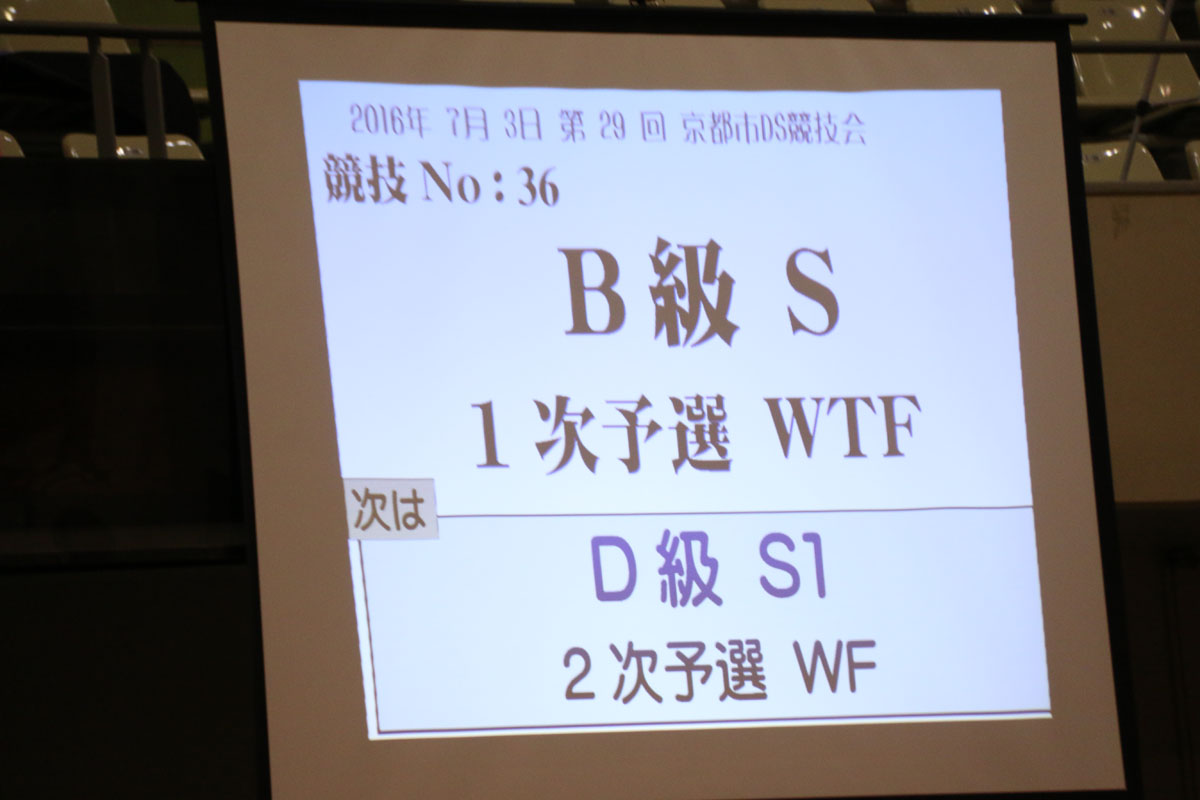 2016年 7月 3日 第 29 回 京都市DS競技会
競技 No : 36
B 級 S
1 次予選 WTF
次は
D 級 S1
2 次予選 WF